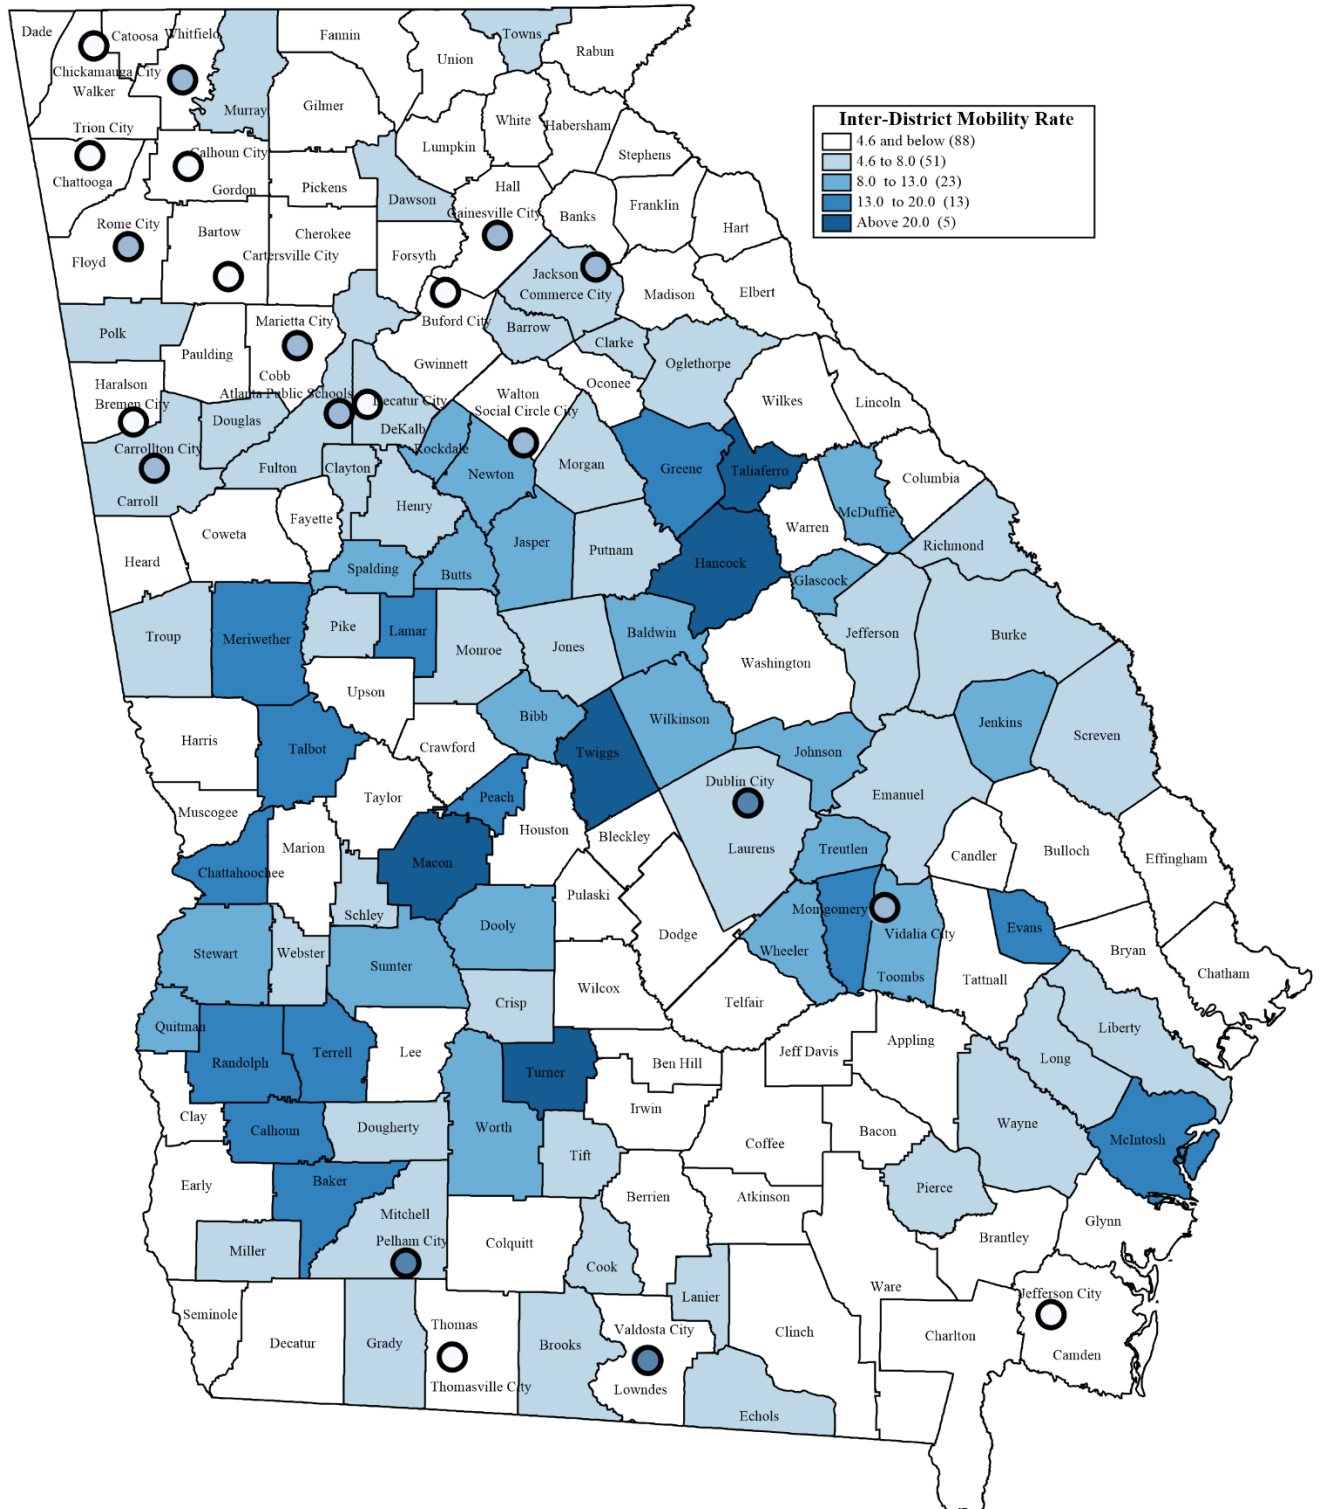 Inter-District Mobility Rate
4.6 and below (88)
4.6 to 8.0 (51)
8.0 to 13.0 (23)
13.0 to 20.0 (13)
Above 20.0 (5)
Dade
Catoosa
Whitfield
Fannin
Towns
Union
Rabun
Chickamauga City
Walker
Murray
Gilmer
White
Habersham
Trion City
Lumpkin
Stephens
Calhoun City
Chattooga
Gordon
Pickens
Dawson
Hall
Banks
Franklin
Hart
Gainesville City
Rome City
Bartow
Cherokee
Floyd
Cartersville City
Forsyth
Jackson
Commerce City
Madison
Elbert
Marietta City
Buford City
Barrow
Polk
Paulding
Clarke
Oglethorpe
Cobb
Gwinnett
Haralson
Bremen City
Atlanta Public Schools
Decatur City
Walton
Social Circle City
Oconee
Wilkes
Lincoln
Douglas
DeKalb
Carrollton City
Rockdale
Fulton
Clayton
Newton
Morgan
Greene
Taliaferro
Columbia
Carroll
Henry
McDuffie
Coweta
Fayette
Warren
Heard
Spalding
Butts
Jasper
Putnam
Hancock
Glascock
Richmond
Troup
Meriwether
Pike
Lamar
Monroe
Jones
Baldwin
Jefferson
Burke
Washington
Upson
Harris
Talbot
Crawford
Bibb
Wilkinson
Jenkins
Screven
Twiggs
Johnson
Muscogee
Taylor
Peach
Dublin City
Emanuel
Marion
Houston
Bleckley
Laurens
Treutlen
Candler
Bulloch
Effingham
Chattahoochee
Macon
Schley
Pulaski
Montgomery
Dooly
Dodge
Vidalia City
Evans
Stewart
Webster
Sumter
Wheeler
Toombs
Tattnall
Bryan
Chatham
Crisp
Wilcox
Telfair
Quitman
Liberty
Randolph
Terrell
Lee
Turner
Ben Hill
Jeff Davis
Appling
Long
Clay
Calhoun
Dougherty
Worth
Irwin
Coffee
Bacon
Wayne
McIntosh
Tift
Early
Baker
Mitchell
Berrien
Atkinson
Pierce
Miller
Pelham City
Colquitt
Cook
Brantley
Glynn
Seminole
Decatur
Grady
Thomas
Lanier
Ware
Jefferson City
Brooks
Valdosta City
Clinch
Charlton
Camden
Thomasville City
Lowndes
Echols